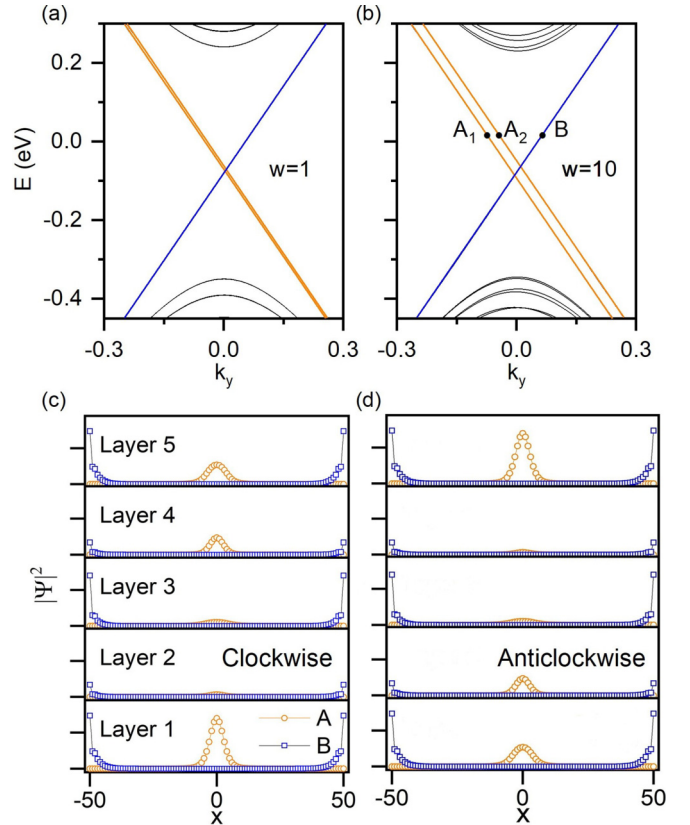 (a)
(b)
0.2
0.0
-0.2
-0.4
E (eV)
w=1
A1
A2
B
w=10
-0.3
0.0
0.3
-0.3
0.0
0.3
ky
ky
(c)
(d)
Layer 5
Layer 4
Layer 3
Layer 2
Clockwise
Anticlockwise
Layer 1
A
B
|Ψ|²
-50
0
50
-50
0
50
x
x